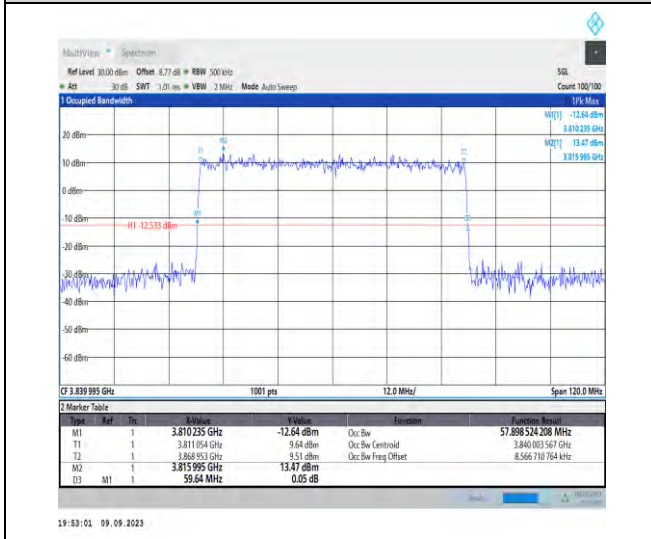 MultiView Spectrum
Ref Level 30.00 dBm Offset 8.77 dB RBW 500 kHz SGL
Att 30 dB SWT 1.01 ms VBW 2 MHz Mode Auto Sweep Count 100/100
1 Occupied Bandwidth 1Pk Max
M1[1] -12.64 dBm
3.810 235 GHz
M2[1] 13.47 dBm
3.815 995 GHz
20 dBm
M2
T1
T2
10 dBm
0 dBm
M1
-10 dBm
H1 -12.533 dBm
-20 dBm
-30 dBm
-40 dBm
-50 dBm
-60 dBm
CF 3.839 995 GHz 1001 pts 12.0 MHz/ Span 120.0 MHz
2 Marker Table
Type Ref Trc X-Value Y-Value Function Function Result
M1 1 3.810 235 GHz -12.64 dBm Occ Bw 57.898 524 208 MHz
T1 1 3.811 054 GHz 9.64 dBm Occ Bw Centroid 3.840 003 567 GHz
T2 1 3.868 953 GHz 9.51 dBm Occ Bw Freq Offset 8.566 710 764 kHz
M2 1 3.815 995 GHz 13.47 dBm
D3 M1 1 59.64 MHz 0.05 dB
19:53:01 09.09.2023